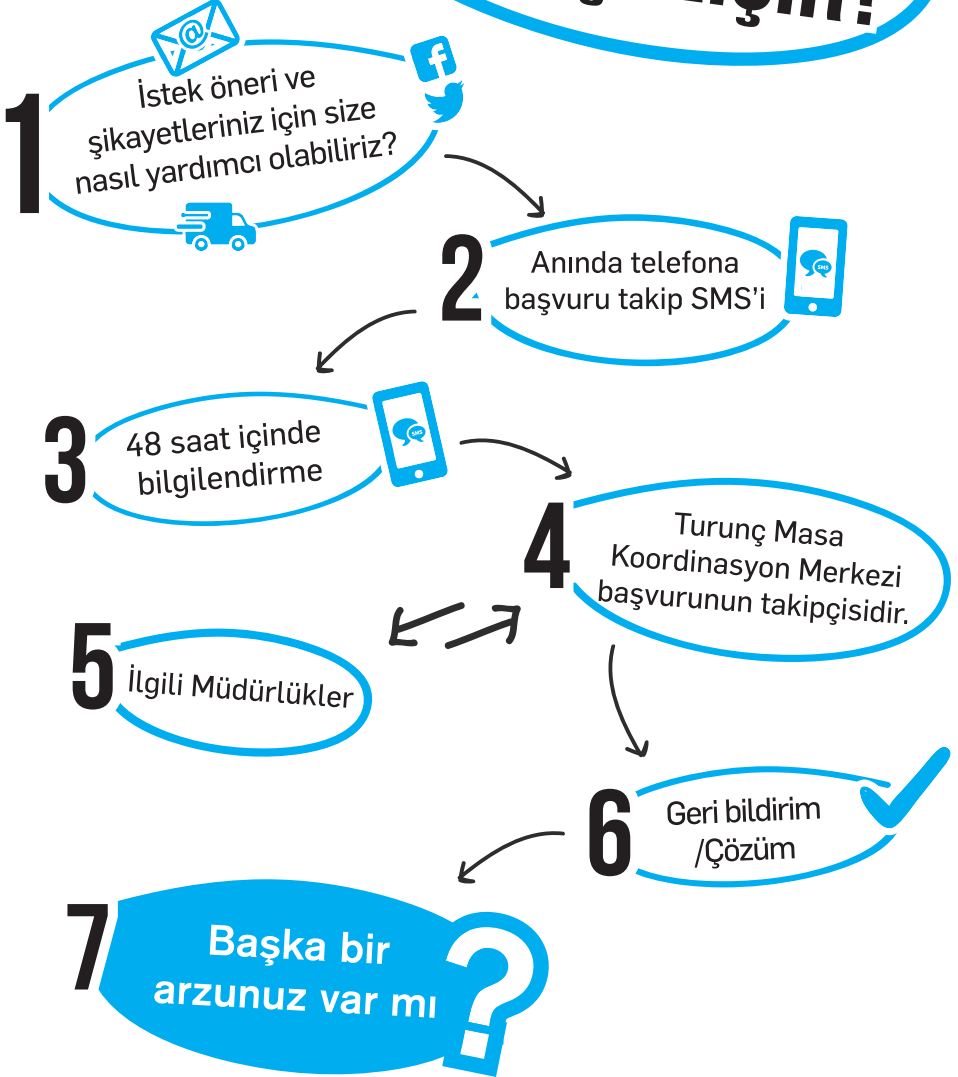 1
İstek öneri ve
şikayetleriniz için size
nasıl yardımcı olabiliriz?
2
Anında telefona
başvuru takip SMS'i
SMS
3
48 saat içinde
bilgilendirme
SMS
4
Turunç Masa
Koordinasyon Merkezi
başvurunun takipçisidir.
5
İlgili Müdürlükler
6
Geri bildirim
/Çözüm
7
Başka bir
arzunuz var mı
?